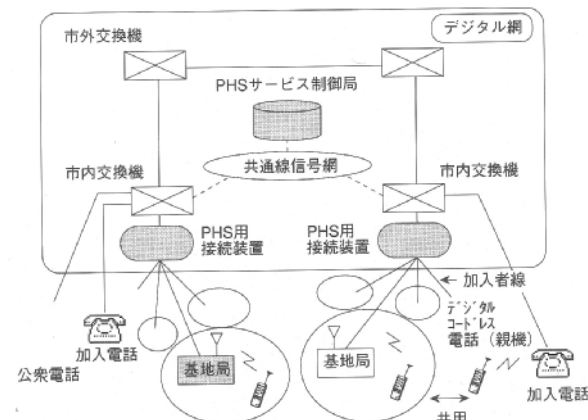 デジタル網
市外交換機
PHSサービス制御局
共通線信号網
市内交換機
市内交換機
PHS用
接続装置
PHS用
接続装置
加入者線
デジタル
コードレス
電話（親機）
加入電話
公衆電話
基地局
基地局
加入電話
共用